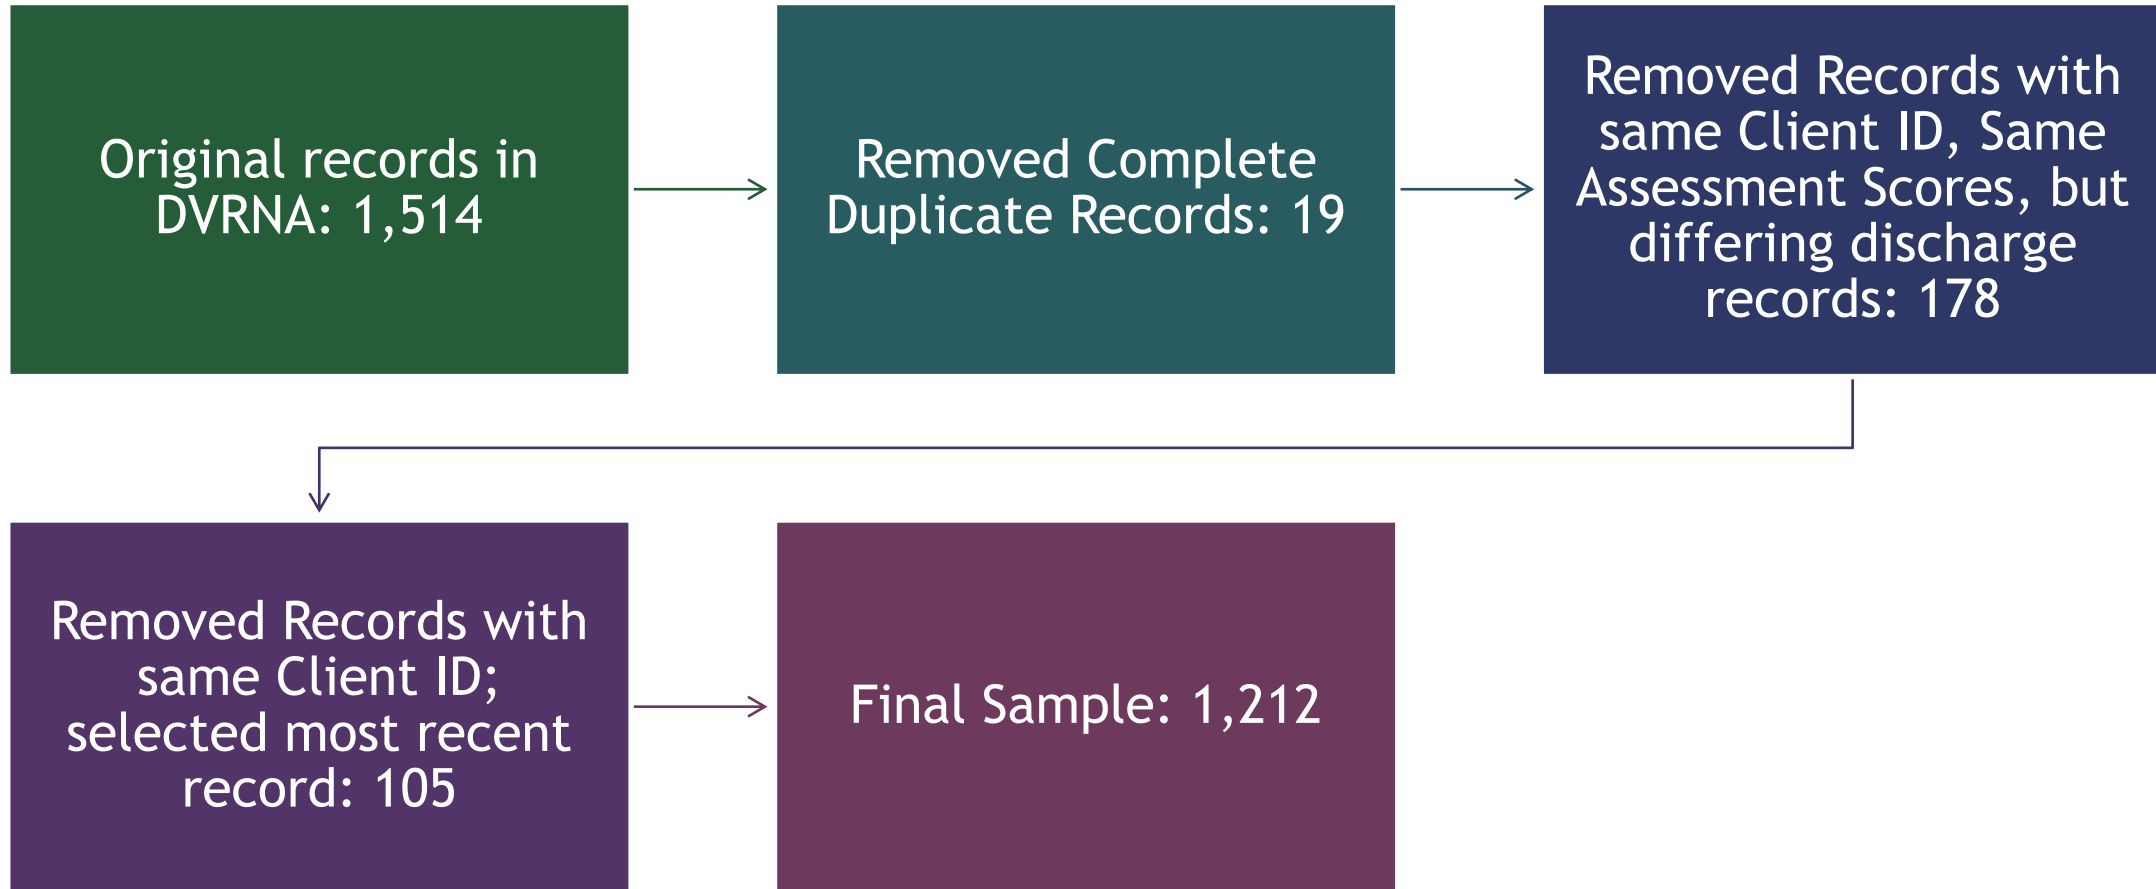 Original records in
DVRNA: 1,514
Removed Complete
Duplicate Records: 19
Removed Records with
same Client ID, Same
Assessment Scores, but
differing discharge
records: 178
Removed Records with
same Client ID;
selected most recent
record: 105
Final Sample: 1,212